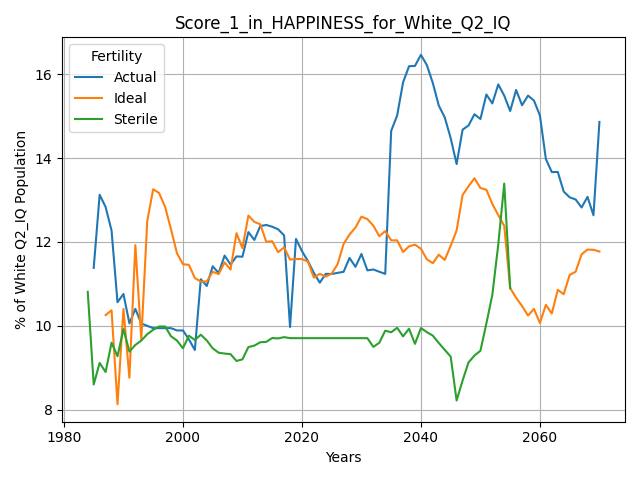 Score_1_in_HAPPINESS_for_White_Q2_IQ
Fertility
Actual
Ideal
Sterile
% of White Q2_IQ Population
16
14
12
10
8
1980 2000 2020 2040 2060
Years